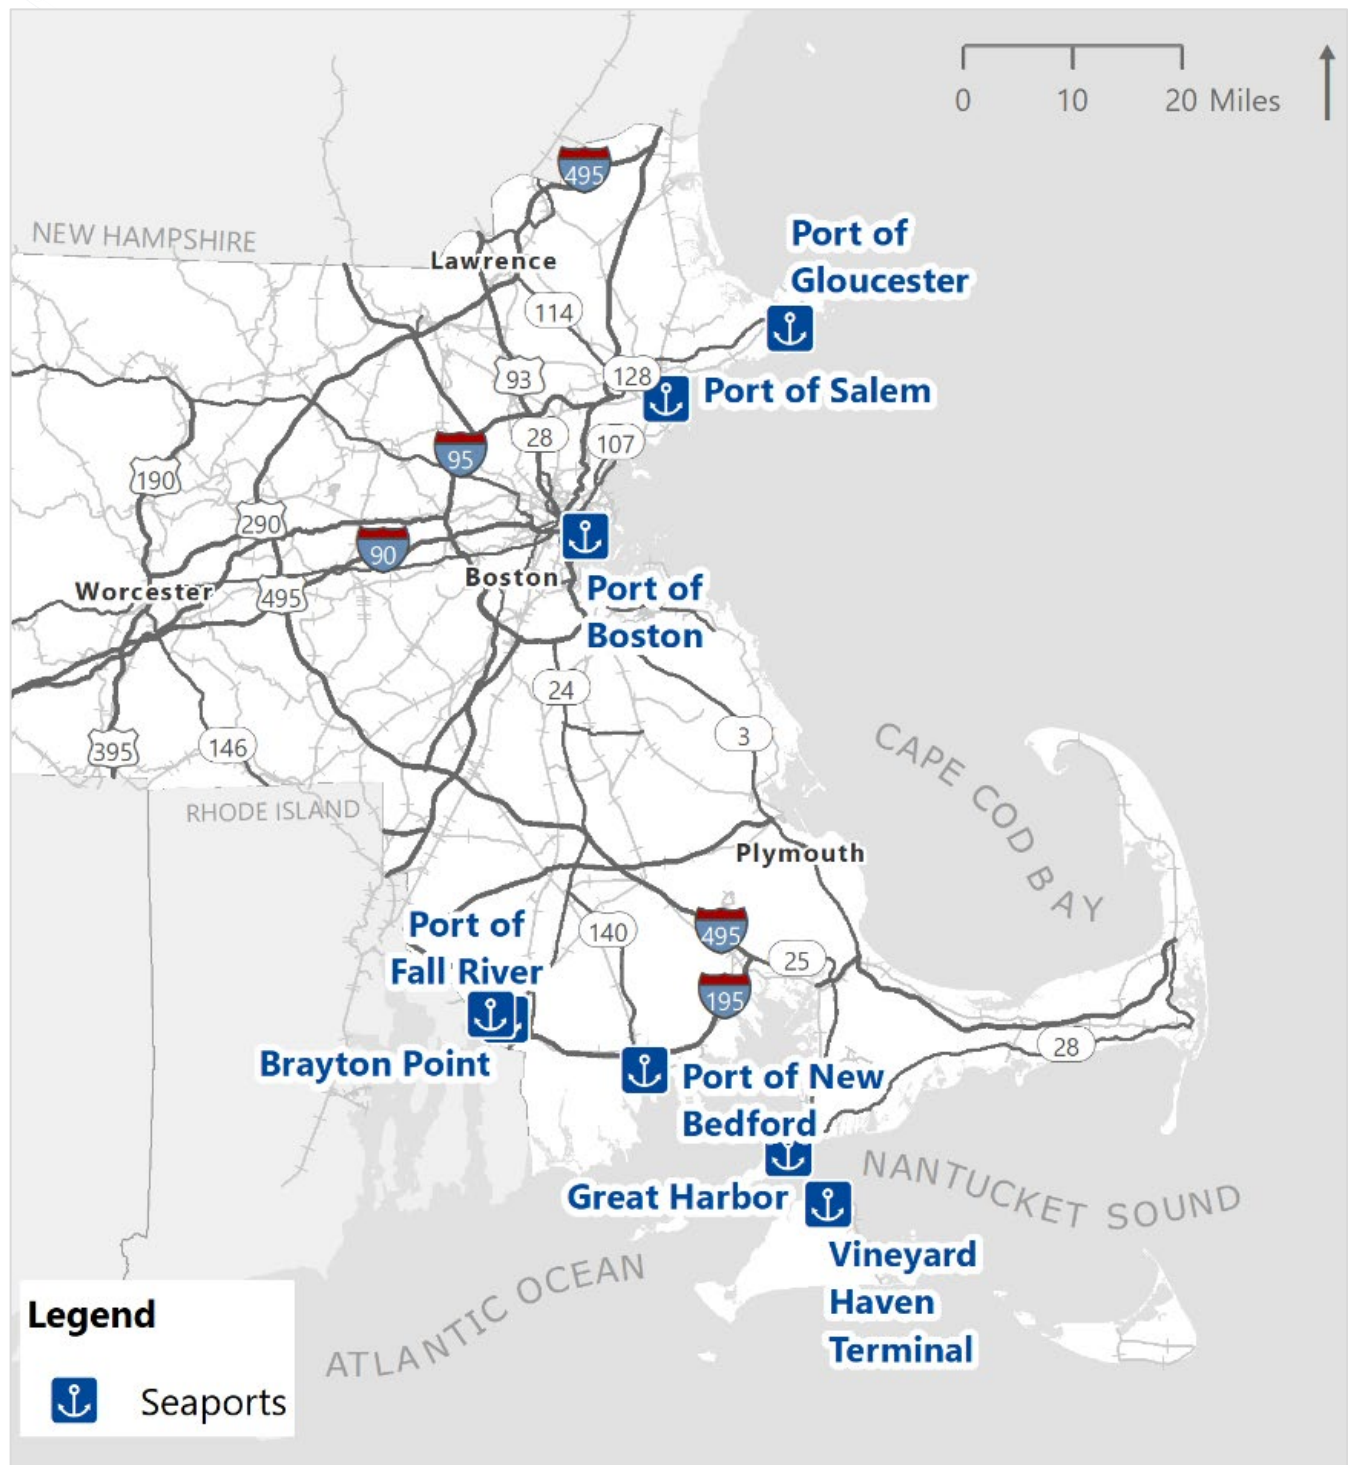 0 10 20 Miles
495
NEW HAMPSHIRE
Port of
Gloucester
Lawrence
114
93
128
Port of Salem
28
107
95
190
290
90
Boston
Port of
Boston
Worcester
495
24
3
395
146
CAPE COD BAY
RHODE ISLAND
Plymouth
Port of
Fall River
140
495
25
195
28
Brayton Point
Port of New
Bedford
NANTUCKET SOUND
Great Harbor
Vineyard
Haven
Terminal
ATLANTIC OCEAN
Legend
Seaports